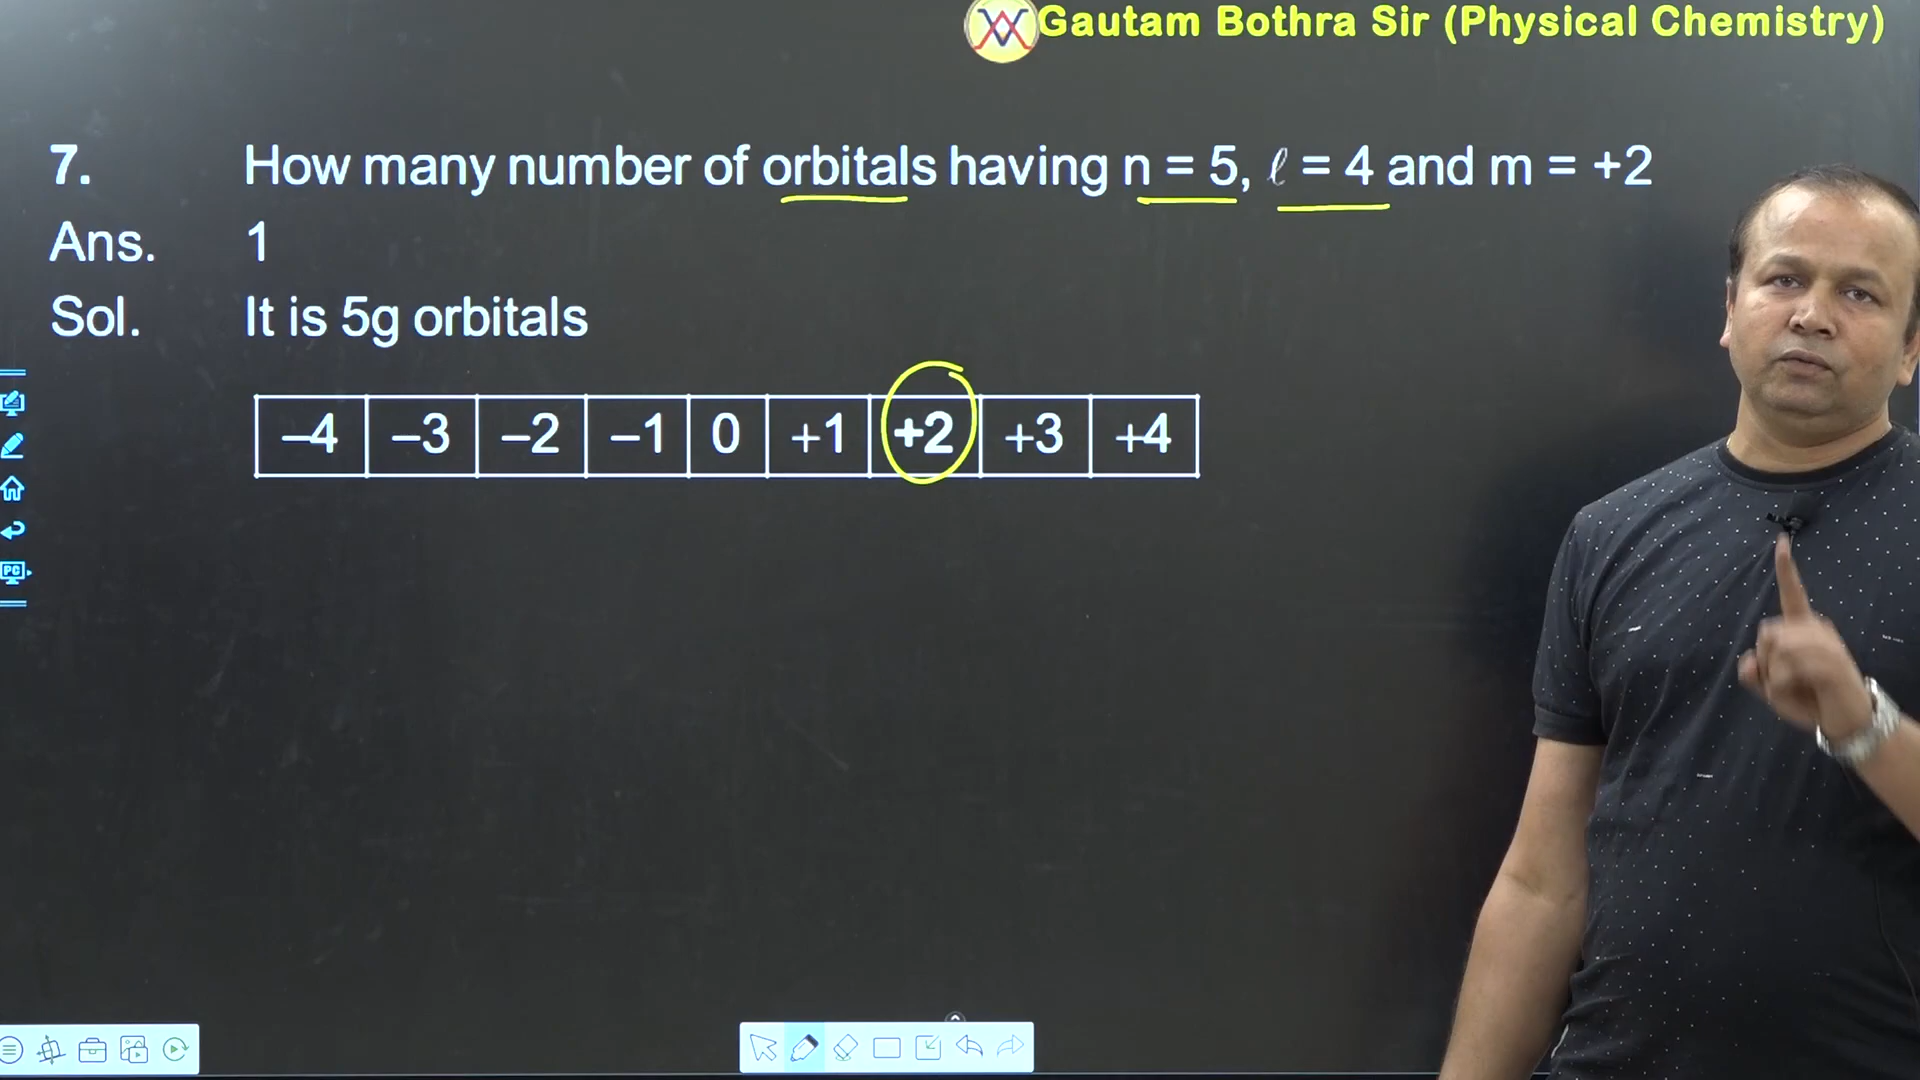 Gautam Bothra Sir (Physical Chemistry)
7. How many number of orbitals having n = 5, ℓ = 4 and m = +2
Ans. 1
Sol. It is 5g orbitals
–4 –3 –2 –1 0 +1 +2 +3 +4
PC